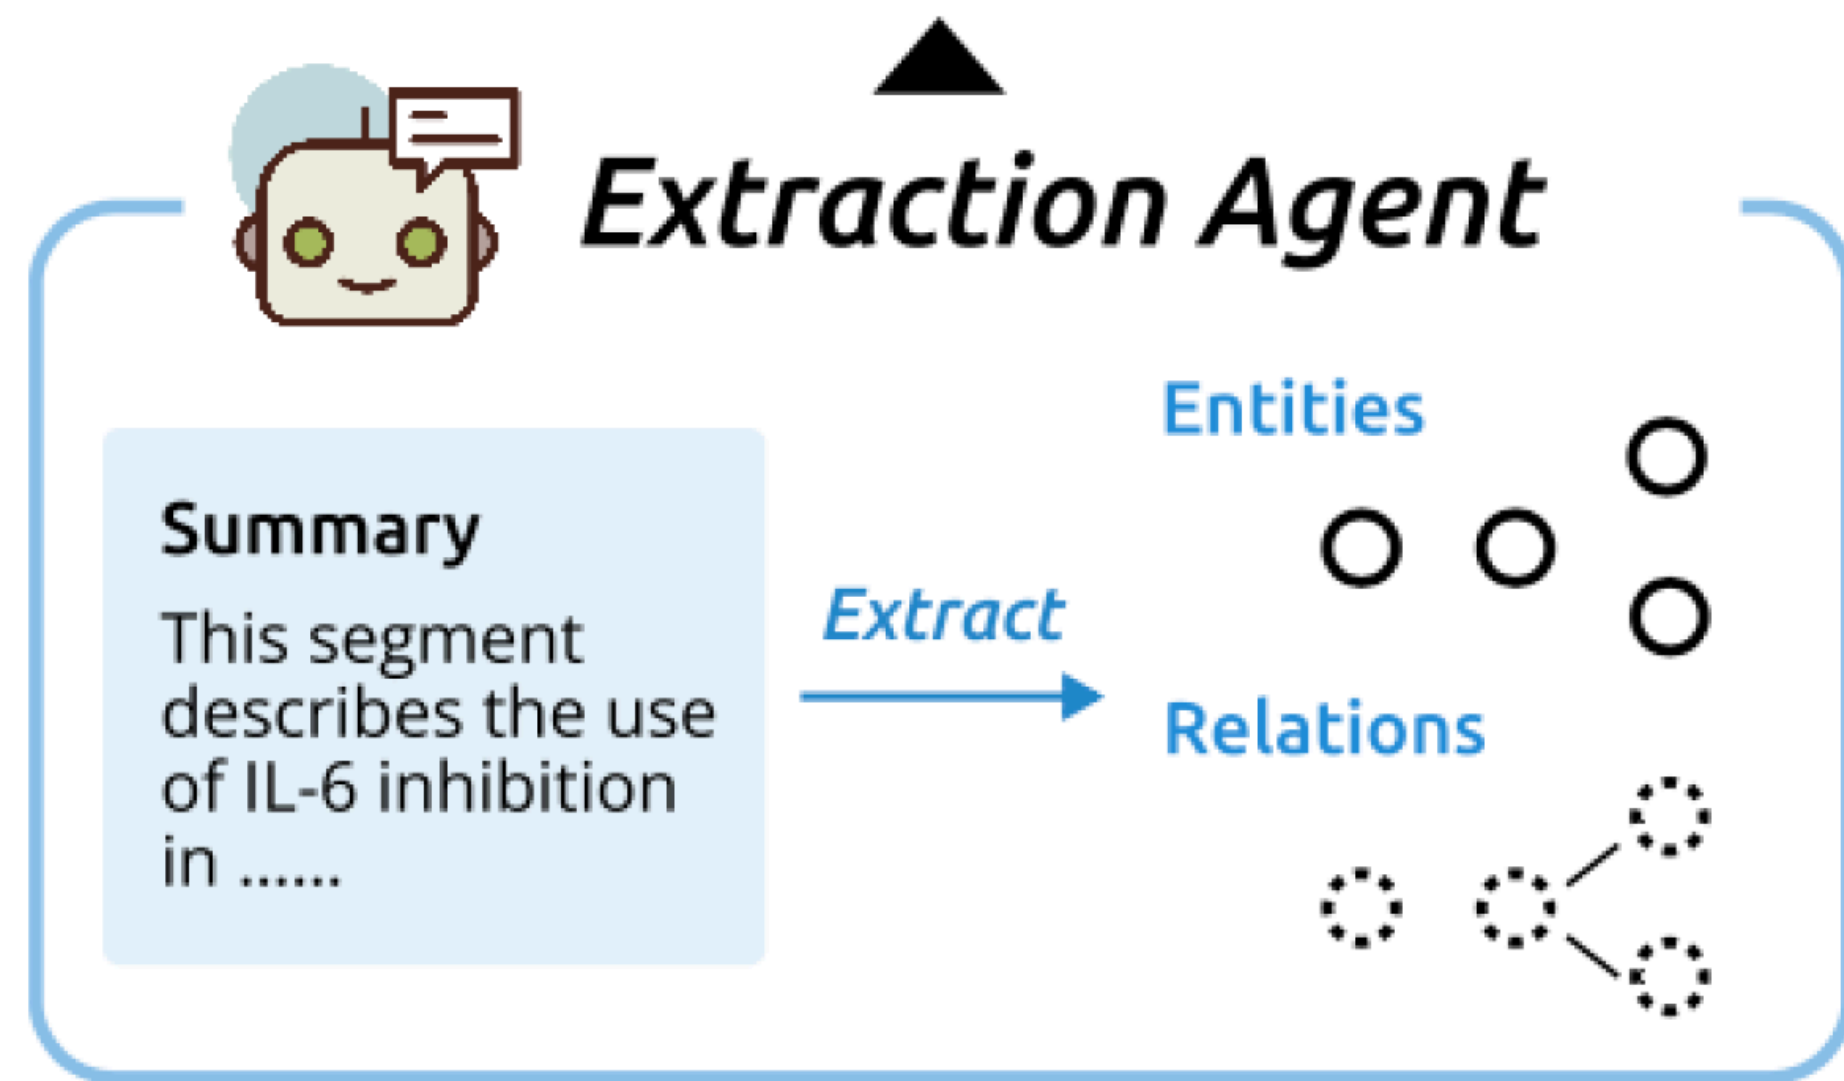 Extraction Agent
Summary
This segment
describes the use
of IL-6 inhibition
in ......
Extract
Entities
Relations